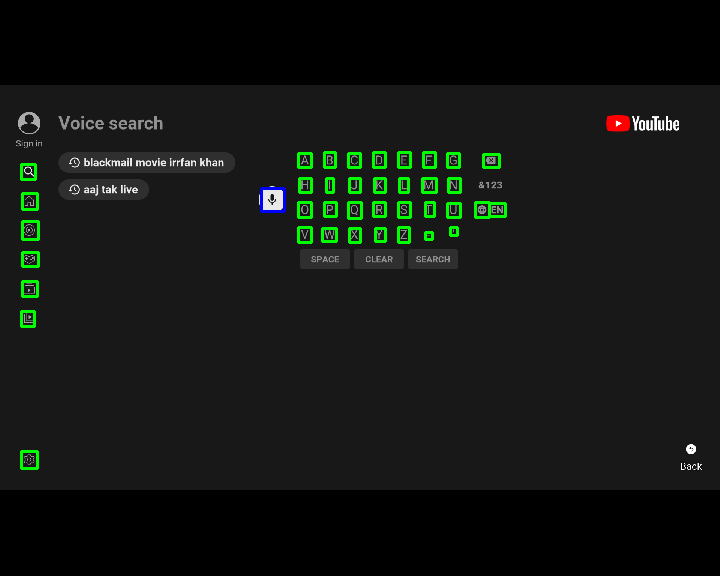 Voice search
YouTube
Sign in
blackmail movie irrfan khan
aaj tak live
A B C D E F G
H I J K L M N &123
O P Q R S T U EN
V W X Y Z
SPACE CLEAR SEARCH
Back